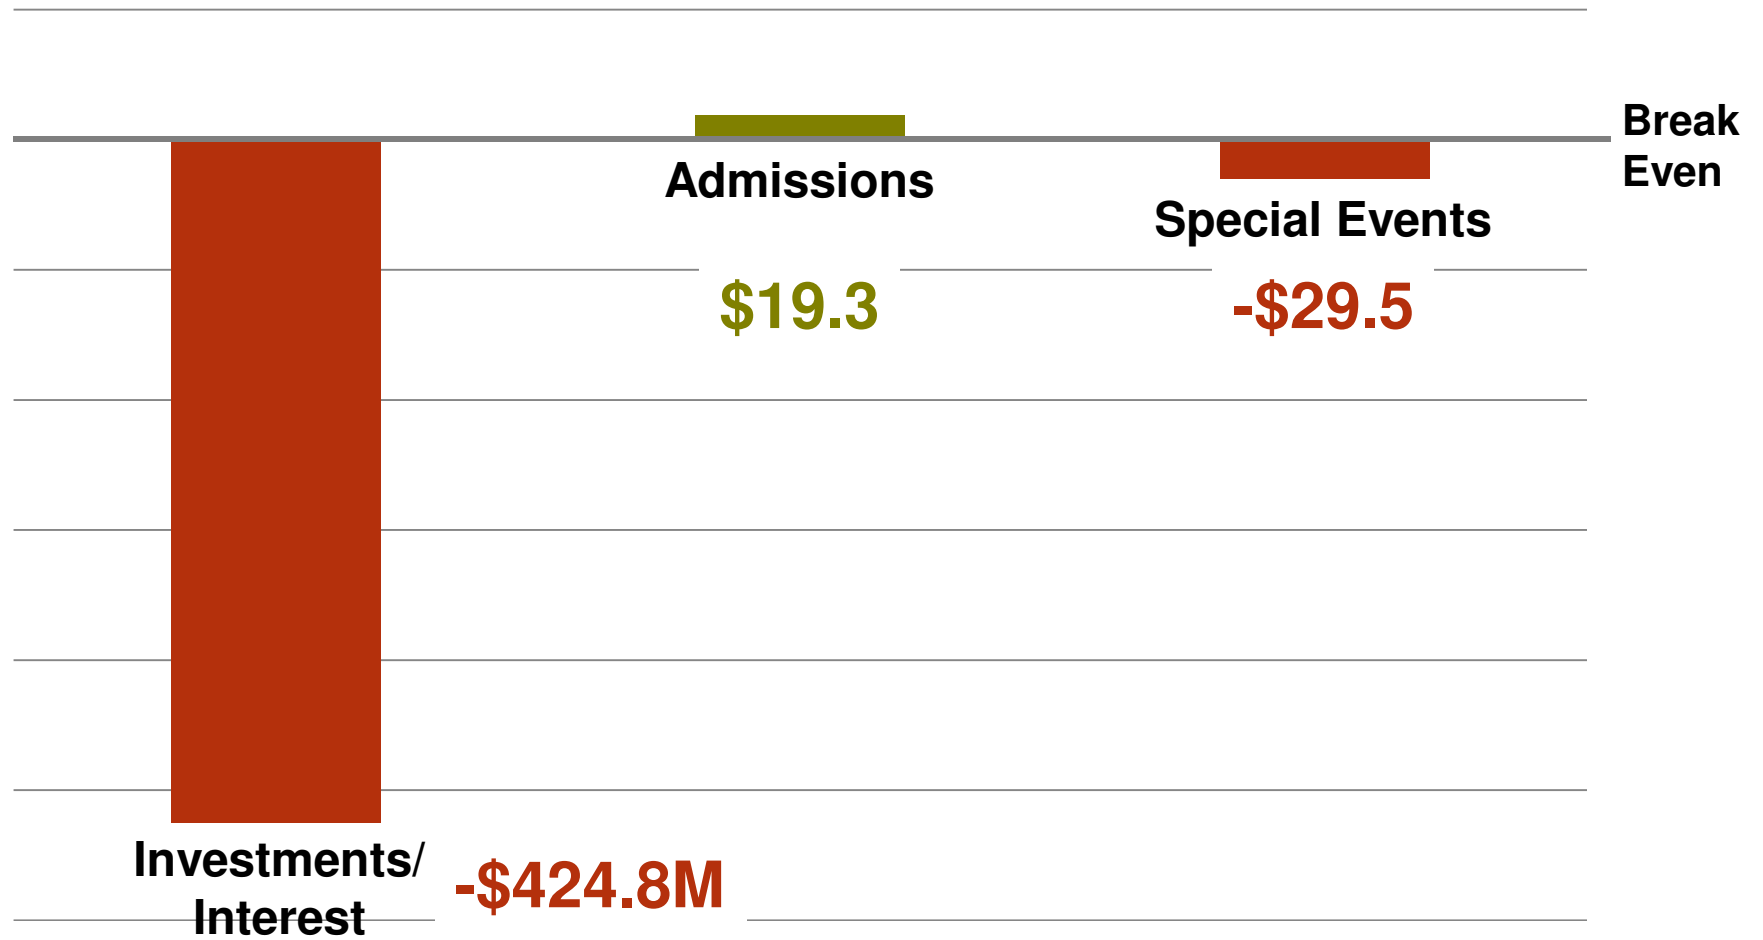 Break
Even
Admissions
Special Events
$19.3
-$29.5
Investments/
Interest
-$424.8M